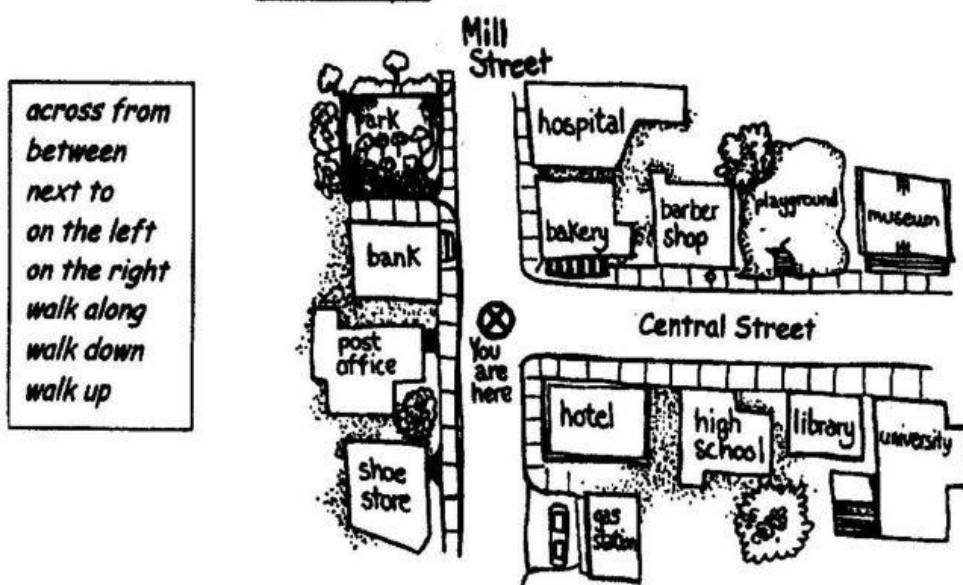 Mill
Street
across from
between
next to
on the left
on the right
walk along
walk down
walk up
park
hospital
bakery
barber
shop
playground
museum
bank
post
office
You
are
here
Central Street
shoe
store
hotel
high
school
library
university
gas
station